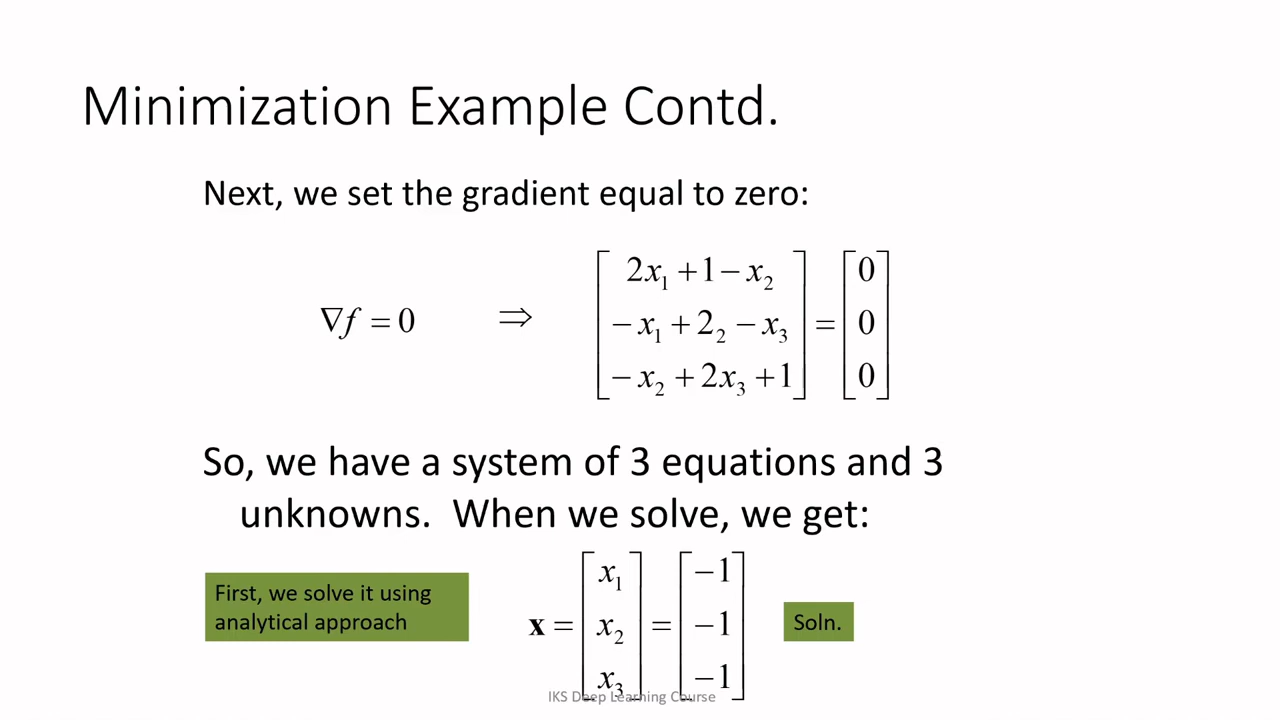 Minimization Example Contd.
Next, we set the gradient equal to zero:
∇f = 0 ⇒ [2x₁ + 1 − x₂; − x₁ + 2₂ − x₃; − x₂ + 2x₃ + 1] = [0; 0; 0]
So, we have a system of 3 equations and 3
unknowns. When we solve, we get:
First, we solve it using
analytical approach
x = [x₁; x₂; x₃] = [−1; −1; −1]
Soln.
IKS Deep Learning Course